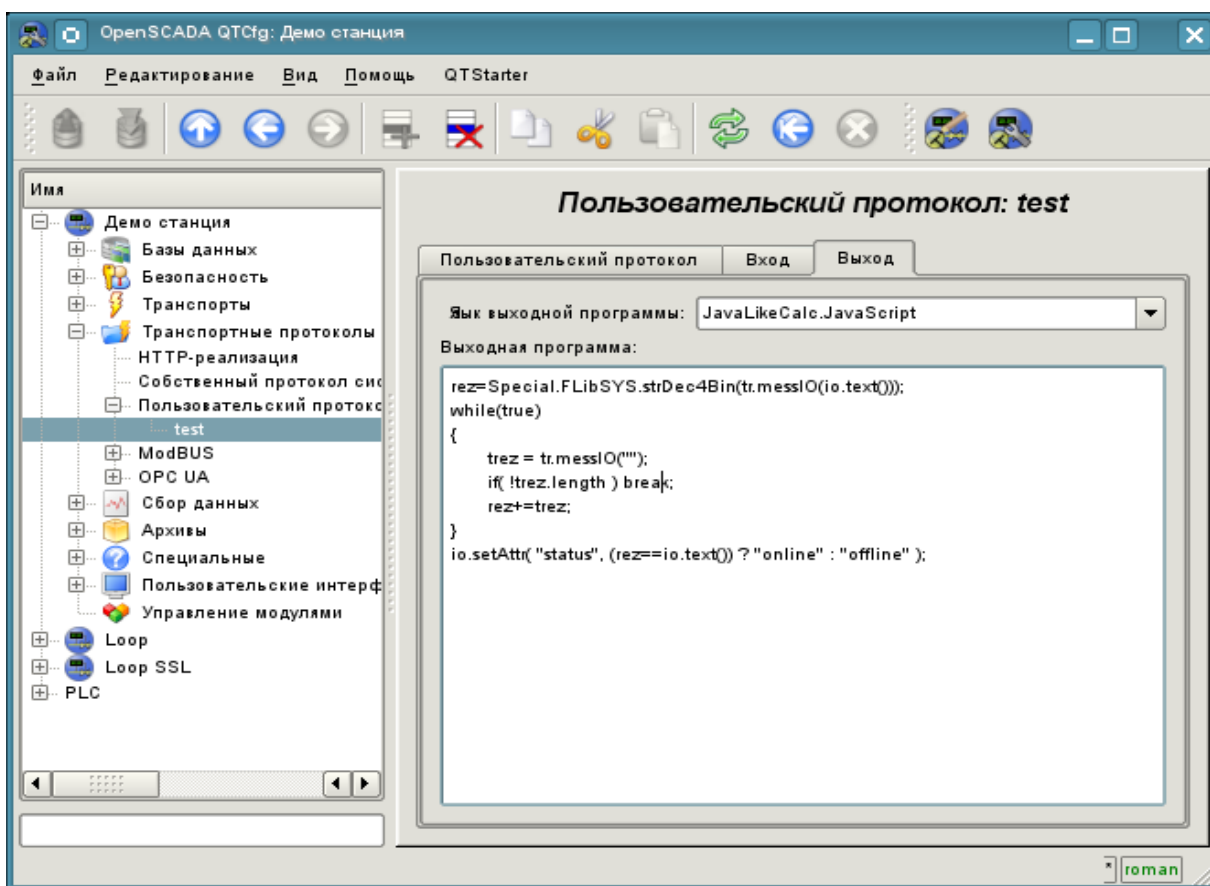 OpenSCADA QTCfg: Демо станция
Файл Редактирование Вид Помощь QTStarter
Имя
Демо станция
Базы данных
Безопасность
Транспорты
Транспортные протоколы
HTTP-реализация
Собственный протокол сис
Пользовательский протоко
test
ModBUS
OPC UA
Сбор данных
Архивы
Специальные
Пользовательские интерф
Управление модулями
Loop
Loop SSL
PLC
Пользовательский протокол: test
Пользовательский протокол Вход Выход
Язык выходной программы: JavaLikeCalc.JavaScript
Выходная программа:
rez=Special.FLibSYS.strDec4Bin(tr.messIO(io.text()));
while(true)
{
trez = tr.messIO("");
if( !trez.length ) break;
rez+=trez;
}
io.setAttr( "status", (rez==io.text()) ? "online" : "offline" );
* roman